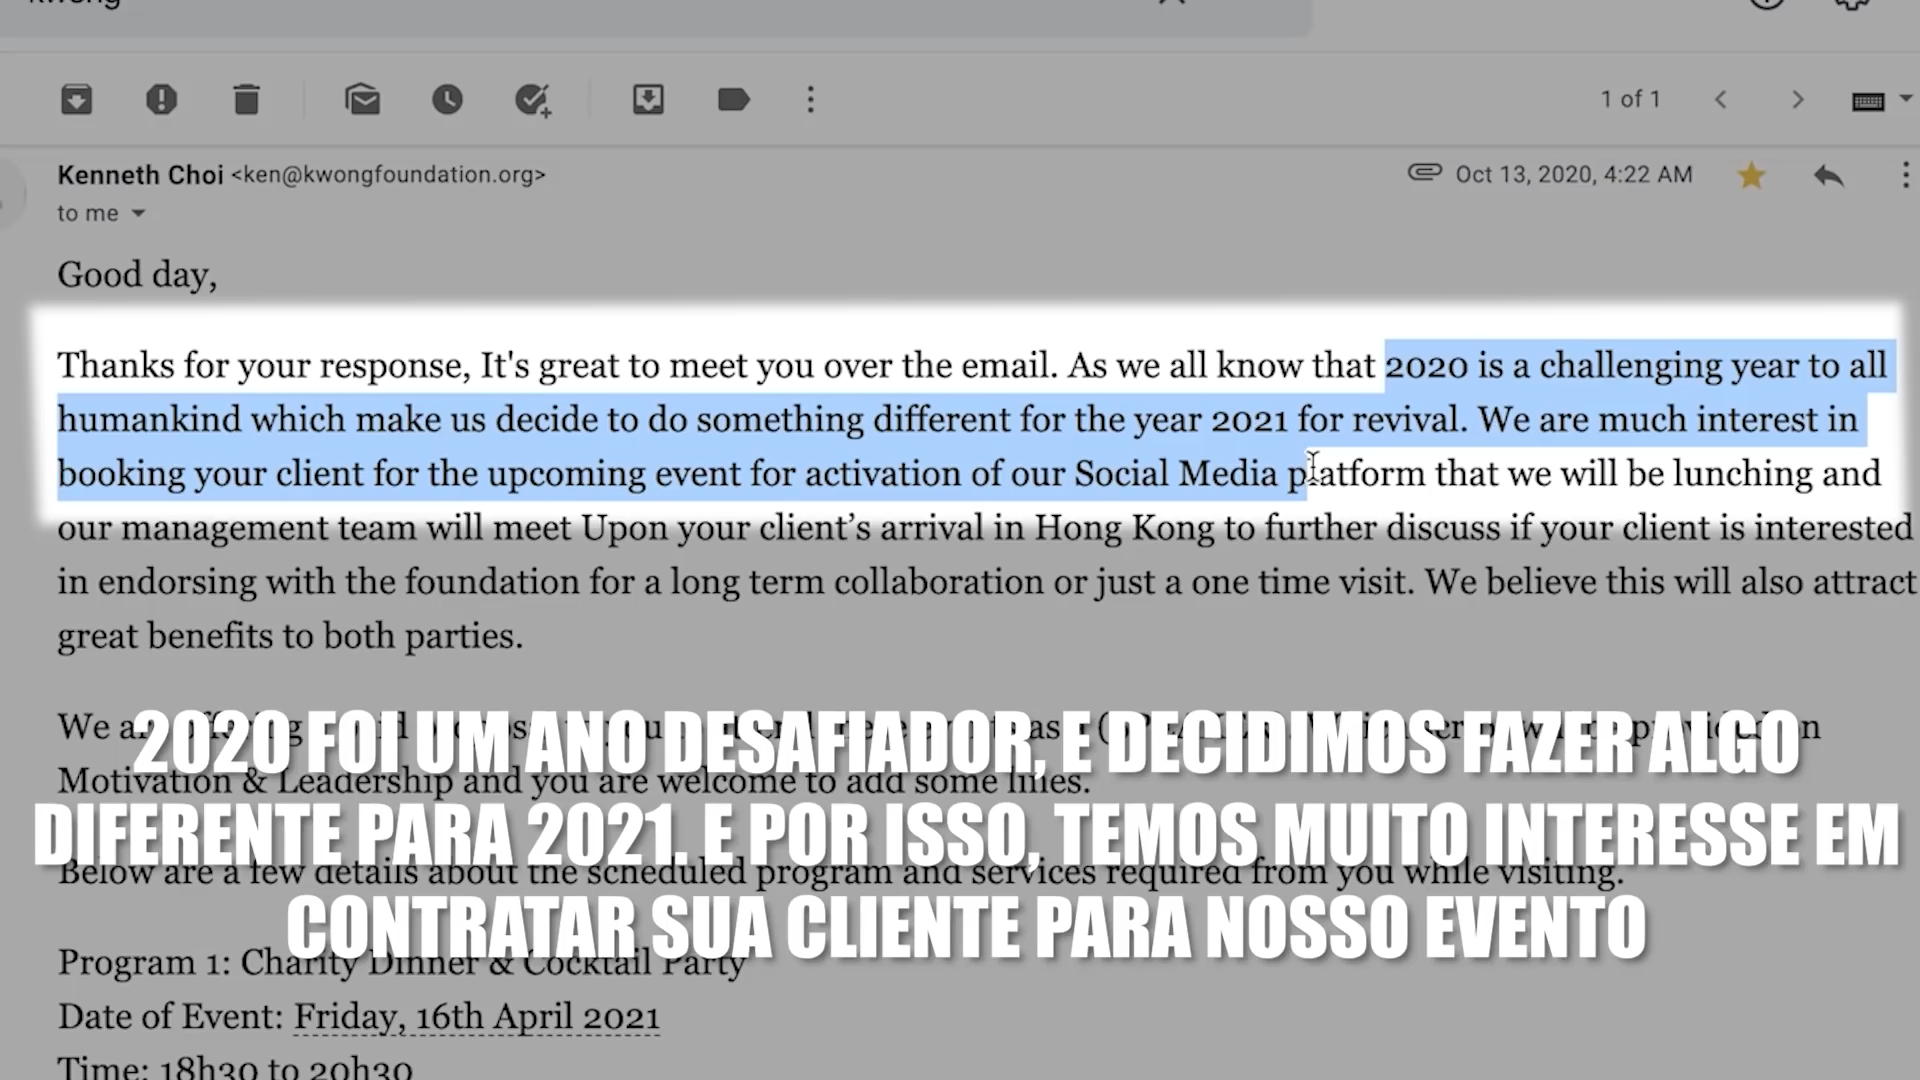 kwong
1 of 1
Kenneth Choi <ken@kwongfoundation.org>
Oct 13, 2020, 4:22 AM
to me
Good day,
Thanks for your response, It's great to meet you over the email. As we all know that 2020 is a challenging year to all
humankind which make us decide to do something different for the year 2021 for revival. We are much interest in
booking your client for the upcoming event for activation of our Social Media platform that we will be lunching and
our management team will meet Upon your client’s arrival in Hong Kong to further discuss if your client is interested
in endorsing with the foundation for a long term collaboration or just a one time visit. We believe this will also attract
great benefits to both parties.
We
on
2020 FOI UM ANO DESAFIADOR, E DECIDIMOS FAZER ALGO
Motivation & Leadership and you are welcome to add some lines.
DIFERENTE PARA 2021. E POR ISSO, TEMOS MUITO INTERESSE EM
Below are a few details about the scheduled program and services required from you while visiting.
CONTRATAR SUA CLIENTE PARA NOSSO EVENTO
Program 1: Charity Dinner & Cocktail Party
Date of Event: Friday, 16th April 2021
Time: 18h30 to 20h30